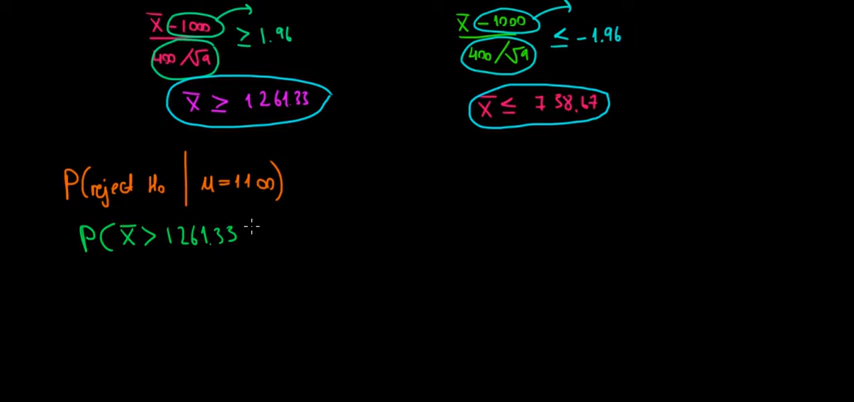 (x̄ - 1000) / (400/√9) ≥ 1.96
x̄ ≥ 1261.33
(x̄ - 1000) / (400/√9) ≤ -1.96
x̄ ≤ 738.67
P(reject H₀ | μ = 1100)
P(x̄ > 1261.33